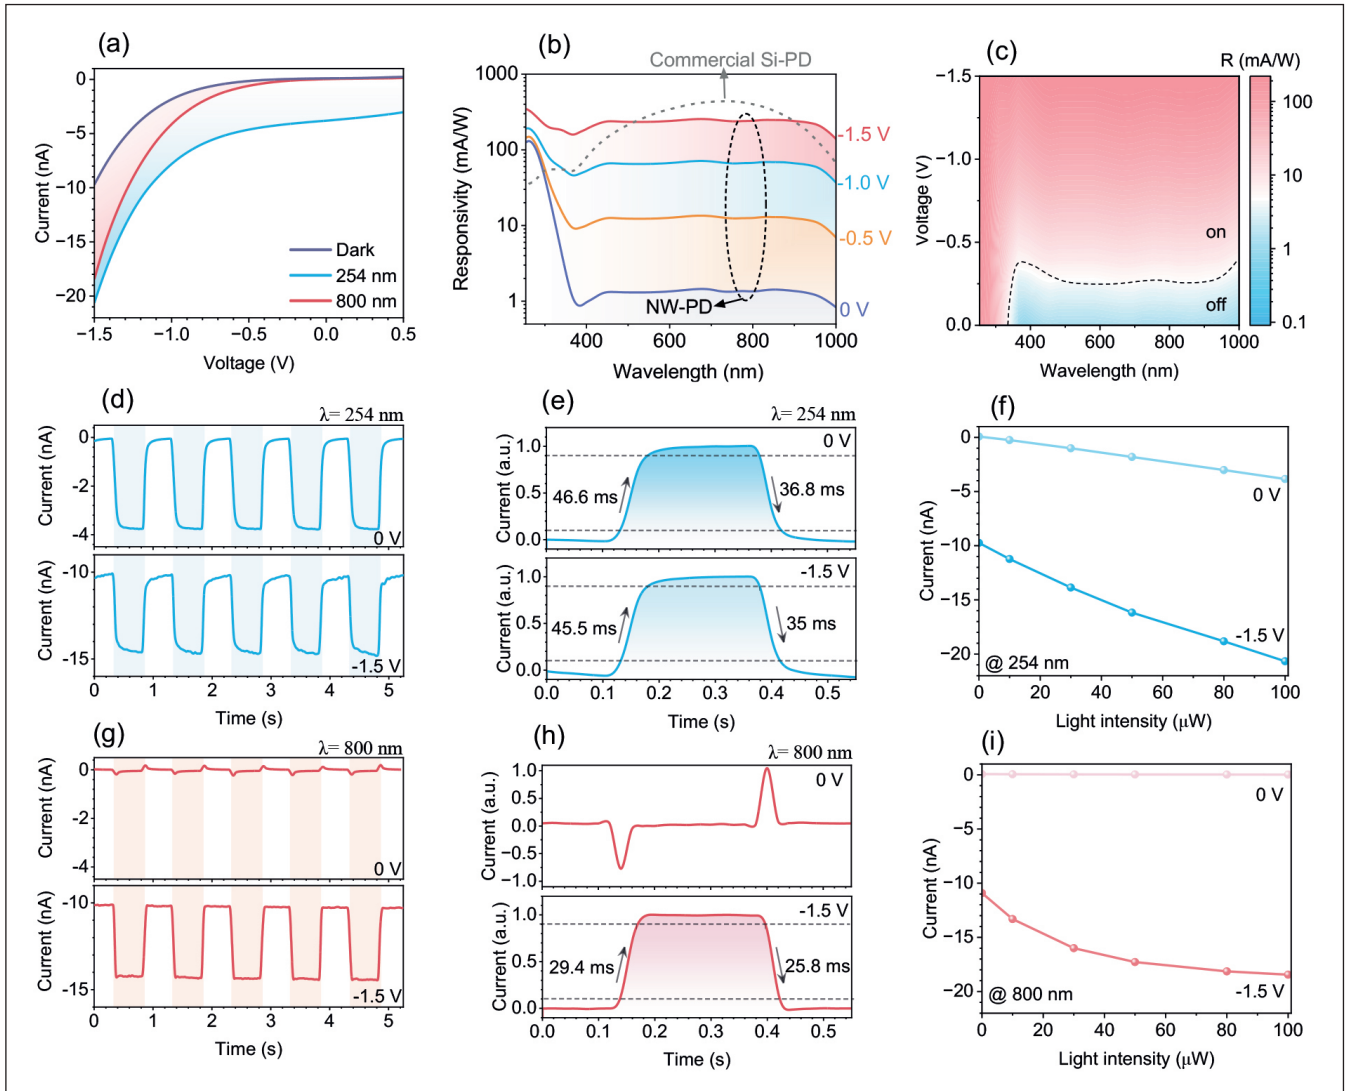 (a)
Current (nA)
0
−5
−10
−15
−20
Dark
254 nm
800 nm
−1.5 −1.0 −0.5 0.0 0.5
Voltage (V)
(b)
Commercial Si-PD
Responsivity (mA/W)
1000
100
10
1
-1.5 V
-1.0 V
-0.5 V
0 V
NW-PD
400 600 800 1000
Wavelength (nm)
(c)
R (mA/W)
Voltage (V)
−1.5
−1.0
−0.5
0.0
on
off
100
10
1
0.1
400 600 800 1000
Wavelength (nm)
(d)
λ= 254 nm
Current (nA)
0
−2
−4
0 V
Current (nA)
-10
-15
-1.5 V
0 1 2 3 4 5
Time (s)
(e)
λ= 254 nm
Current (a.u.)
1.0
0.5
0.0
0 V
46.6 ms
36.8 ms
Current (a.u.)
1.0
0.5
0.0
-1.5 V
45.5 ms
35 ms
0.0 0.1 0.2 0.3 0.4 0.5
Time (s)
(f)
Current (nA)
0
−5
−10
−15
−20
0 V
-1.5 V
@ 254 nm
0 20 40 60 80 100
Light intensity (μW)
(g)
λ= 800 nm
Current (nA)
0
−2
−4
0 V
Current (nA)
-10
-15
-1.5 V
0 1 2 3 4 5
Time (s)
(h)
λ= 800 nm
Current (a.u.)
1.0
0.5
0.0
−0.5
−1.0
0 V
Current (a.u.)
1.0
0.5
0.0
-1.5 V
29.4 ms
25.8 ms
0.0 0.1 0.2 0.3 0.4 0.5
Time (s)
(i)
Current (nA)
0
−5
−10
−15
−20
0 V
-1.5 V
@ 800 nm
0 20 40 60 80 100
Light intensity (μW)